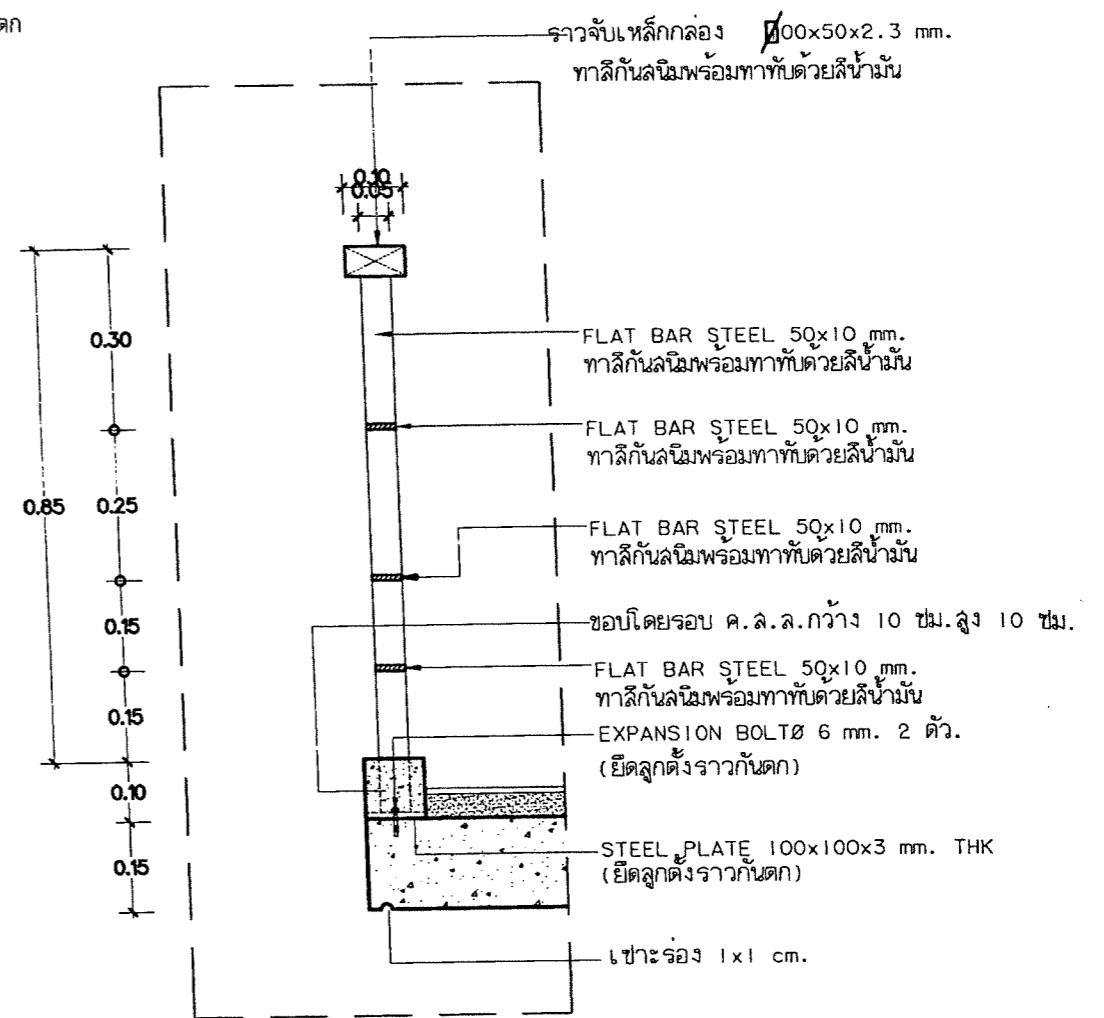 ราวจับเหล็กกล่อง 100x50x2.3 mm.
ทาสีกันสนิมพร้อมทาทับด้วยสีน้ำมัน
0.10
0.05
0.30
FLAT BAR STEEL 50x10 mm.
ทาสีกันสนิมพร้อมทาทับด้วยสีน้ำมัน
FLAT BAR STEEL 50x10 mm.
ทาสีกันสนิมพร้อมทาทับด้วยสีน้ำมัน
0.85
0.25
FLAT BAR STEEL 50x10 mm.
ทาสีกันสนิมพร้อมทาทับด้วยสีน้ำมัน
0.15
ขอบโดยรอบ ค.ส.ล.กว้าง 10 ซม.สูง 10 ซม.
FLAT BAR STEEL 50x10 mm.
ทาสีกันสนิมพร้อมทาทับด้วยสีน้ำมัน
0.15
EXPANSION BOLTØ 6 mm. 2 ตัว.
(ยึดลูกตั้งราวกันตก)
0.10
STEEL PLATE 100x100x3 mm. THK
(ยึดลูกตั้งราวกันตก)
0.15
เซาะร่อง 1x1 cm.